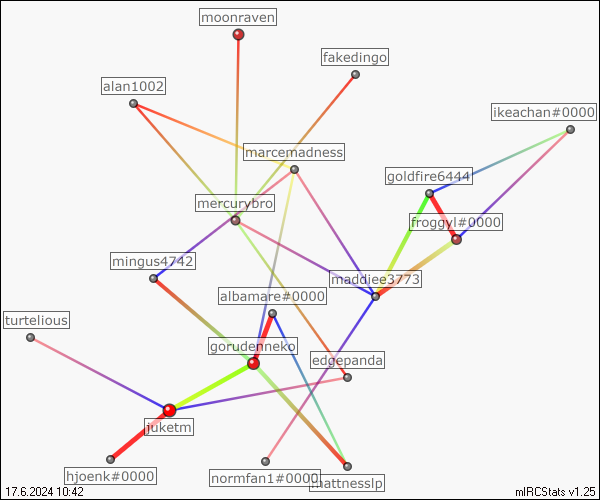 moonraven
fakedingo
alan1002
ikeachan#0000
marcemadness
goldfire6444
mercurybro
froggyl#0000
mingus4742
maddiee3773
albamare#0000
turtelious
gorudenneko
edgepanda
juketm
hjoenk#0000
normfan1#0000
mattnesslp
17.6.2024 10:42
mIRCStats v1.25